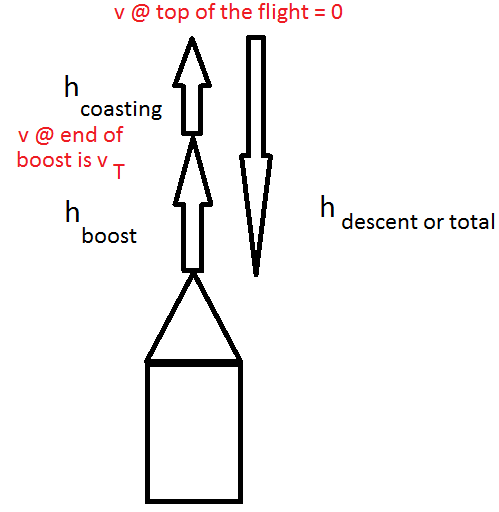 v @ top of the flight = 0
h
coasting
v @ end of
boost is v T
h
boost
h
descent or total